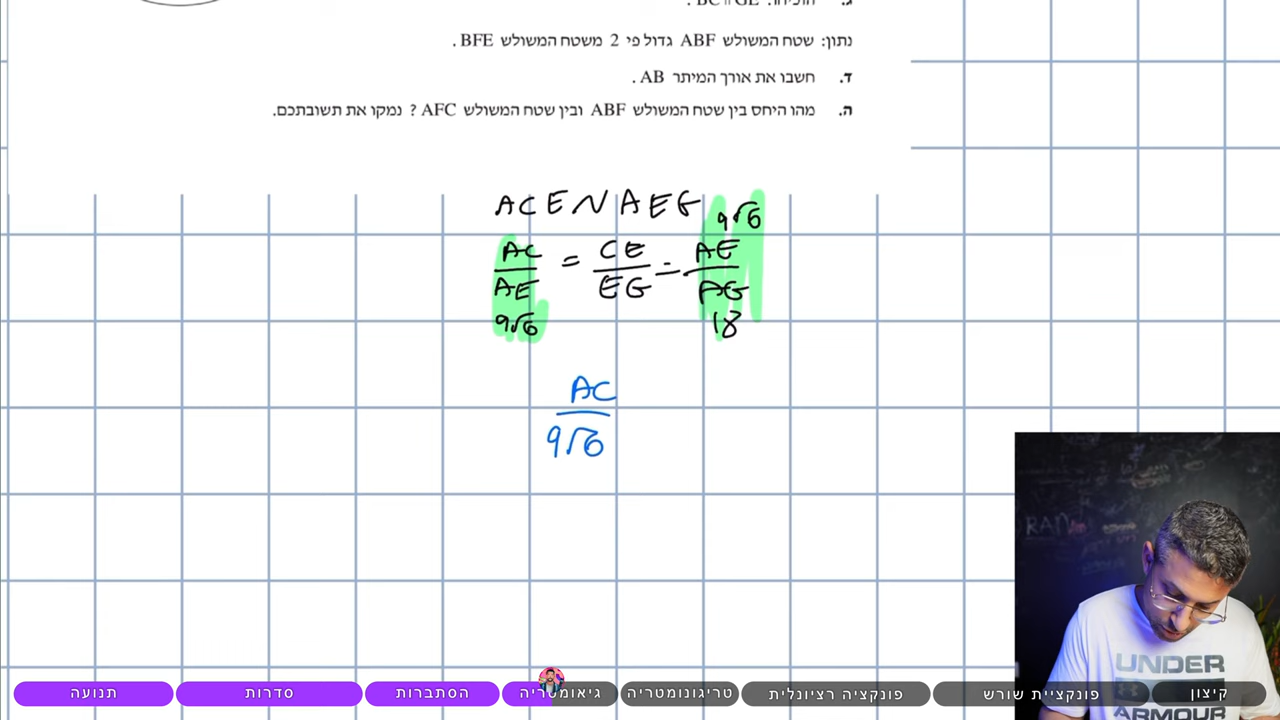 נתון: שטח המשולש ABF גדול פי 2 משטח המשולש BFE .
ד. חשבו את אורך המיתר AB .
ה. מהו היחס בין שטח המשולש ABF ובין שטח המשולש AFC ? נמקו את תשובתכם.
ACE ~ AEG
9√6
AC/AE = CE/EG = AE/AG
9√6 18
AC/9√6
UNDER
ARMOUR
תנועה סדרות הסתברות גיאומטריה טריגונומטריה פונקציה רציונלית פונקציית שורש קיצון